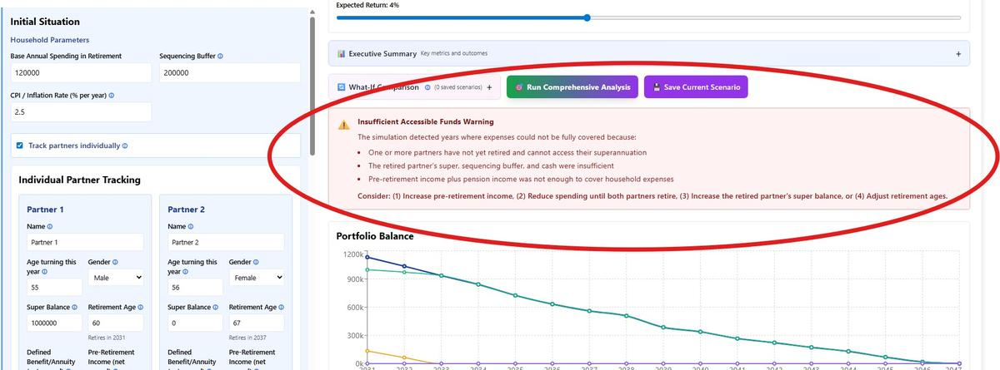 Initial Situation
Household Parameters
Base Annual Spending in Retirement
Sequencing Buffer
120000
200000
CPI / Inflation Rate (% per year)
2.5
Track partners individually
Individual Partner Tracking
Partner 1
Name
Partner 1
Age turning this year
Gender
55
Male
Super Balance
Retirement Age
1000000
60
Retires in 2031
Defined Benefit/Annuity
Pre-Retirement Income (net
Partner 2
Name
Partner 2
Age turning this year
Gender
56
Female
Super Balance
Retirement Age
0
67
Retires in 2037
Defined Benefit/Annuity
Pre-Retirement Income (net
Expected Return: 4%
Executive Summary Key metrics and outcomes +
What-If Comparison (0 saved scenarios) +
Run Comprehensive Analysis
Save Current Scenario
Insufficient Accessible Funds Warning
The simulation detected years where expenses could not be fully covered because:
• One or more partners have not yet retired and cannot access their superannuation
• The retired partner's super, sequencing buffer, and cash were insufficient
• Pre-retirement income plus pension income was not enough to cover household expenses
Consider: (1) Increase pre-retirement income, (2) Reduce spending until both partners retire, (3) Increase the retired partner's super balance, or (4) Adjust retirement ages.
Portfolio Balance
1200k
900k
600k
300k
0k
2031 2032 2033 2034 2035 2036 2037 2038 2039 2040 2041 2042 2043 2044 2045 2046 2047